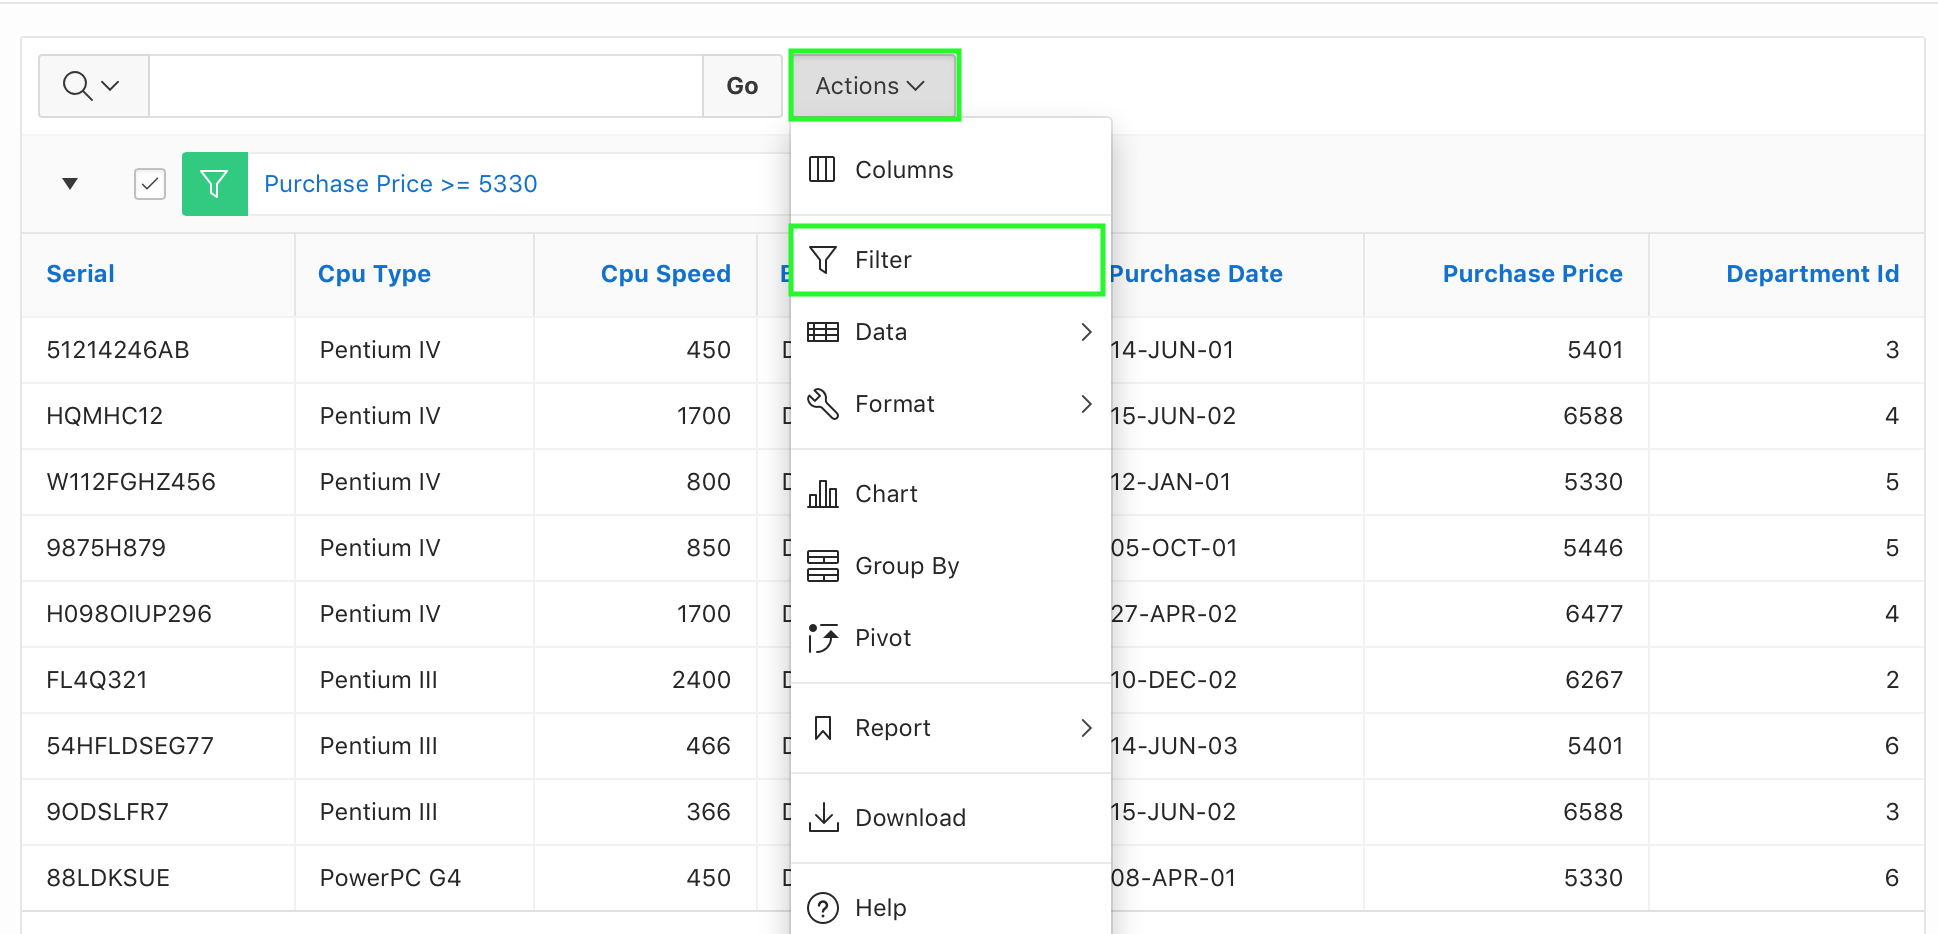 Go Actions
Columns
Purchase Price >= 5330
Filter
Serial Cpu Type Cpu Speed Purchase Date Purchase Price Department Id
Data
51214246AB Pentium IV 450 14-JUN-01 5401 3
Format
HQMHC12 Pentium IV 1700 15-JUN-02 6588 4
W112FGHZ456 Pentium IV 800 12-JAN-01 5330 5
Chart
9875H879 Pentium IV 850 05-OCT-01 5446 5
Group By
H098OIUP296 Pentium IV 1700 27-APR-02 6477 4
Pivot
FL4Q321 Pentium III 2400 10-DEC-02 6267 2
Report
54HFLDSEG77 Pentium III 466 14-JUN-03 5401 6
9ODSLFR7 Pentium III 366 15-JUN-02 6588 3
Download
88LDKSUE PowerPC G4 450 08-APR-01 5330 6
Help